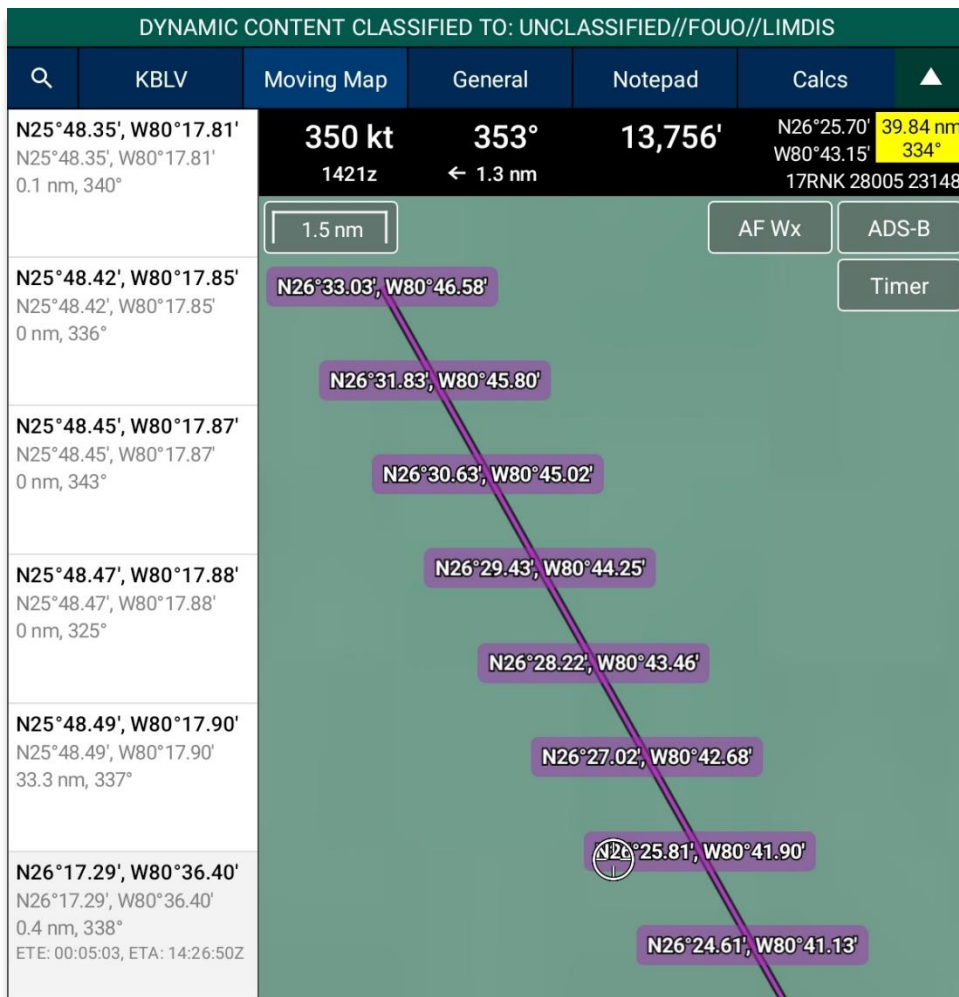 DYNAMIC CONTENT CLASSIFIED TO: UNCLASSIFIED//FOUO//LIMDIS
KBLV
Moving Map
General
Notepad
Calcs
N25°48.35', W80°17.81'
N25°48.35', W80°17.81'
0.1 nm, 340°
N25°48.42', W80°17.85'
N25°48.42', W80°17.85'
0 nm, 336°
N25°48.45', W80°17.87'
N25°48.45', W80°17.87'
0 nm, 343°
N25°48.47', W80°17.88'
N25°48.47', W80°17.88'
0 nm, 325°
N25°48.49', W80°17.90'
N25°48.49', W80°17.90'
33.3 nm, 337°
N26°17.29', W80°36.40'
N26°17.29', W80°36.40'
0.4 nm, 338°
ETE: 00:05:03, ETA: 14:26:50Z
350 kt
1421z
353°
← 1.3 nm
13,756'
N26°25.70'
W80°43.15'
39.84 nm
334°
17RNK 28005 23148
1.5 nm
AF Wx
ADS-B
Timer
N26°33.03', W80°46.58'
N26°31.83', W80°45.80'
N26°30.63', W80°45.02'
N26°29.43', W80°44.25'
N26°28.22', W80°43.46'
N26°27.02', W80°42.68'
N26°25.81', W80°41.90'
N26°24.61', W80°41.13'